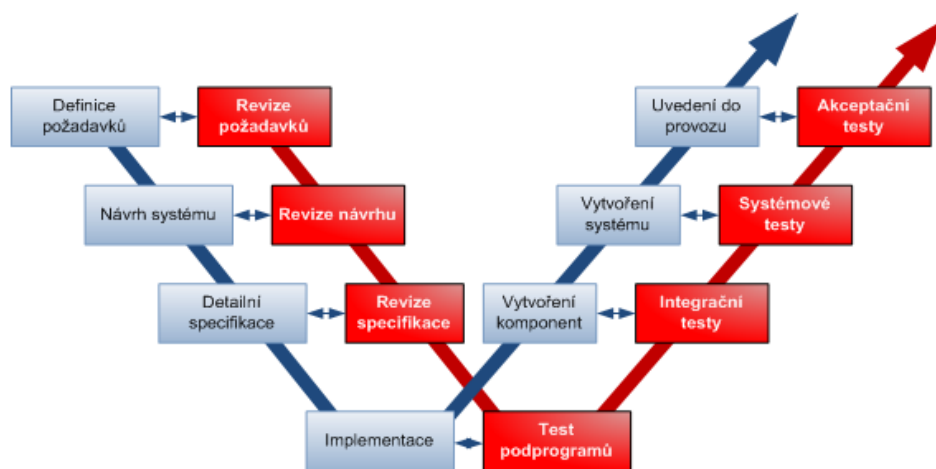 Definice
požadavků
Revize
požadavků
Uvedení do
provozu
Akceptační
testy
Návrh systému
Revize návrhu
Vytvoření
systému
Systémové
testy
Detailní
specifikace
Revize
specifikace
Vytvoření
komponent
Integrační
testy
Implementace
Test
podprogramů